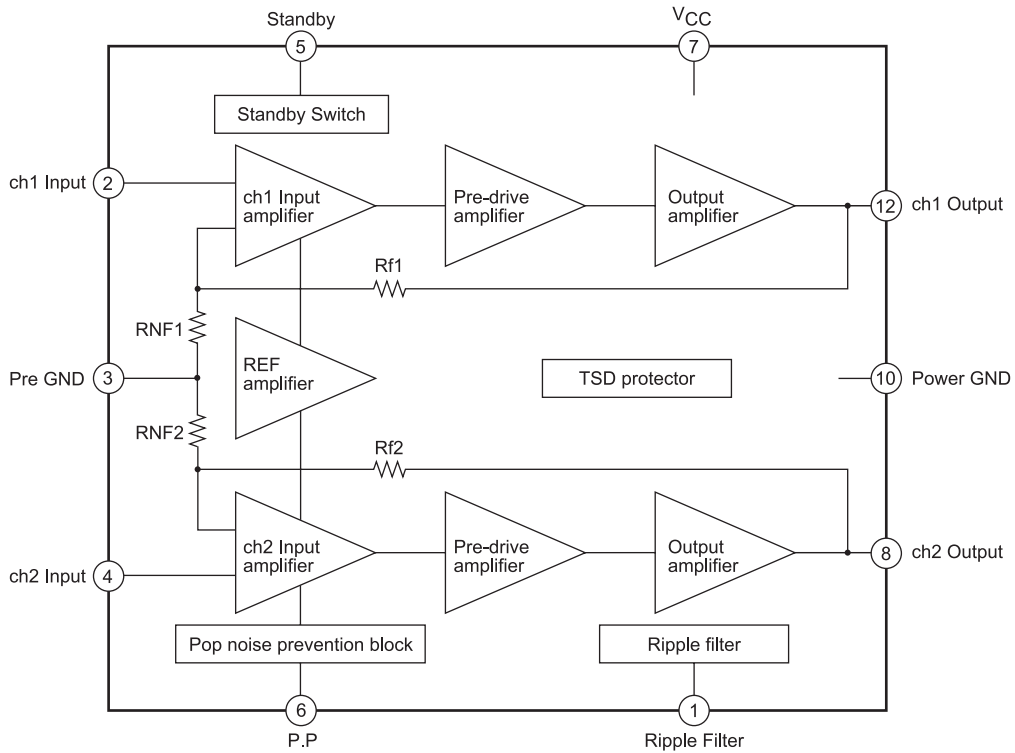 Standby
VCC
5
7
Standby Switch
ch1 Input
2
ch1 Input
amplifier
Pre-drive
amplifier
Output
amplifier
12
ch1 Output
Rf1
RNF1
Pre GND
3
REF
amplifier
TSD protector
10
Power GND
RNF2
Rf2
ch2 Input
4
ch2 Input
amplifier
Pre-drive
amplifier
Output
amplifier
8
ch2 Output
Pop noise prevention block
Ripple filter
6
1
P.P
Ripple Filter